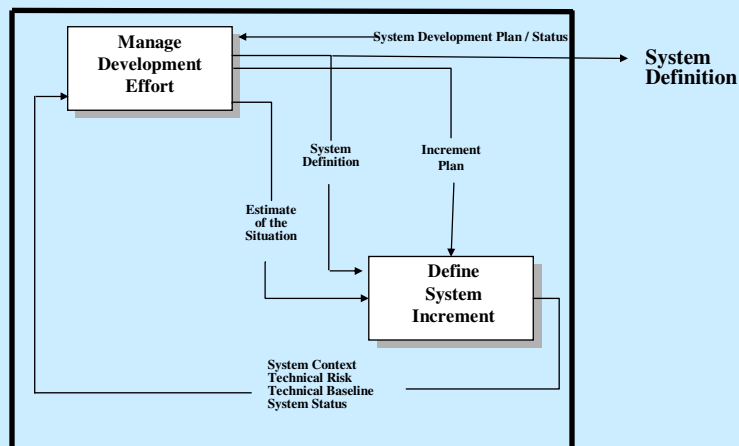 System Development Plan / Status
Manage
Development
Effort
System
Definition
System
Definition
Increment
Plan
Estimate
of the
Situation
Define
System
Increment
System Context
Technical Risk
Technical Baseline
System Status